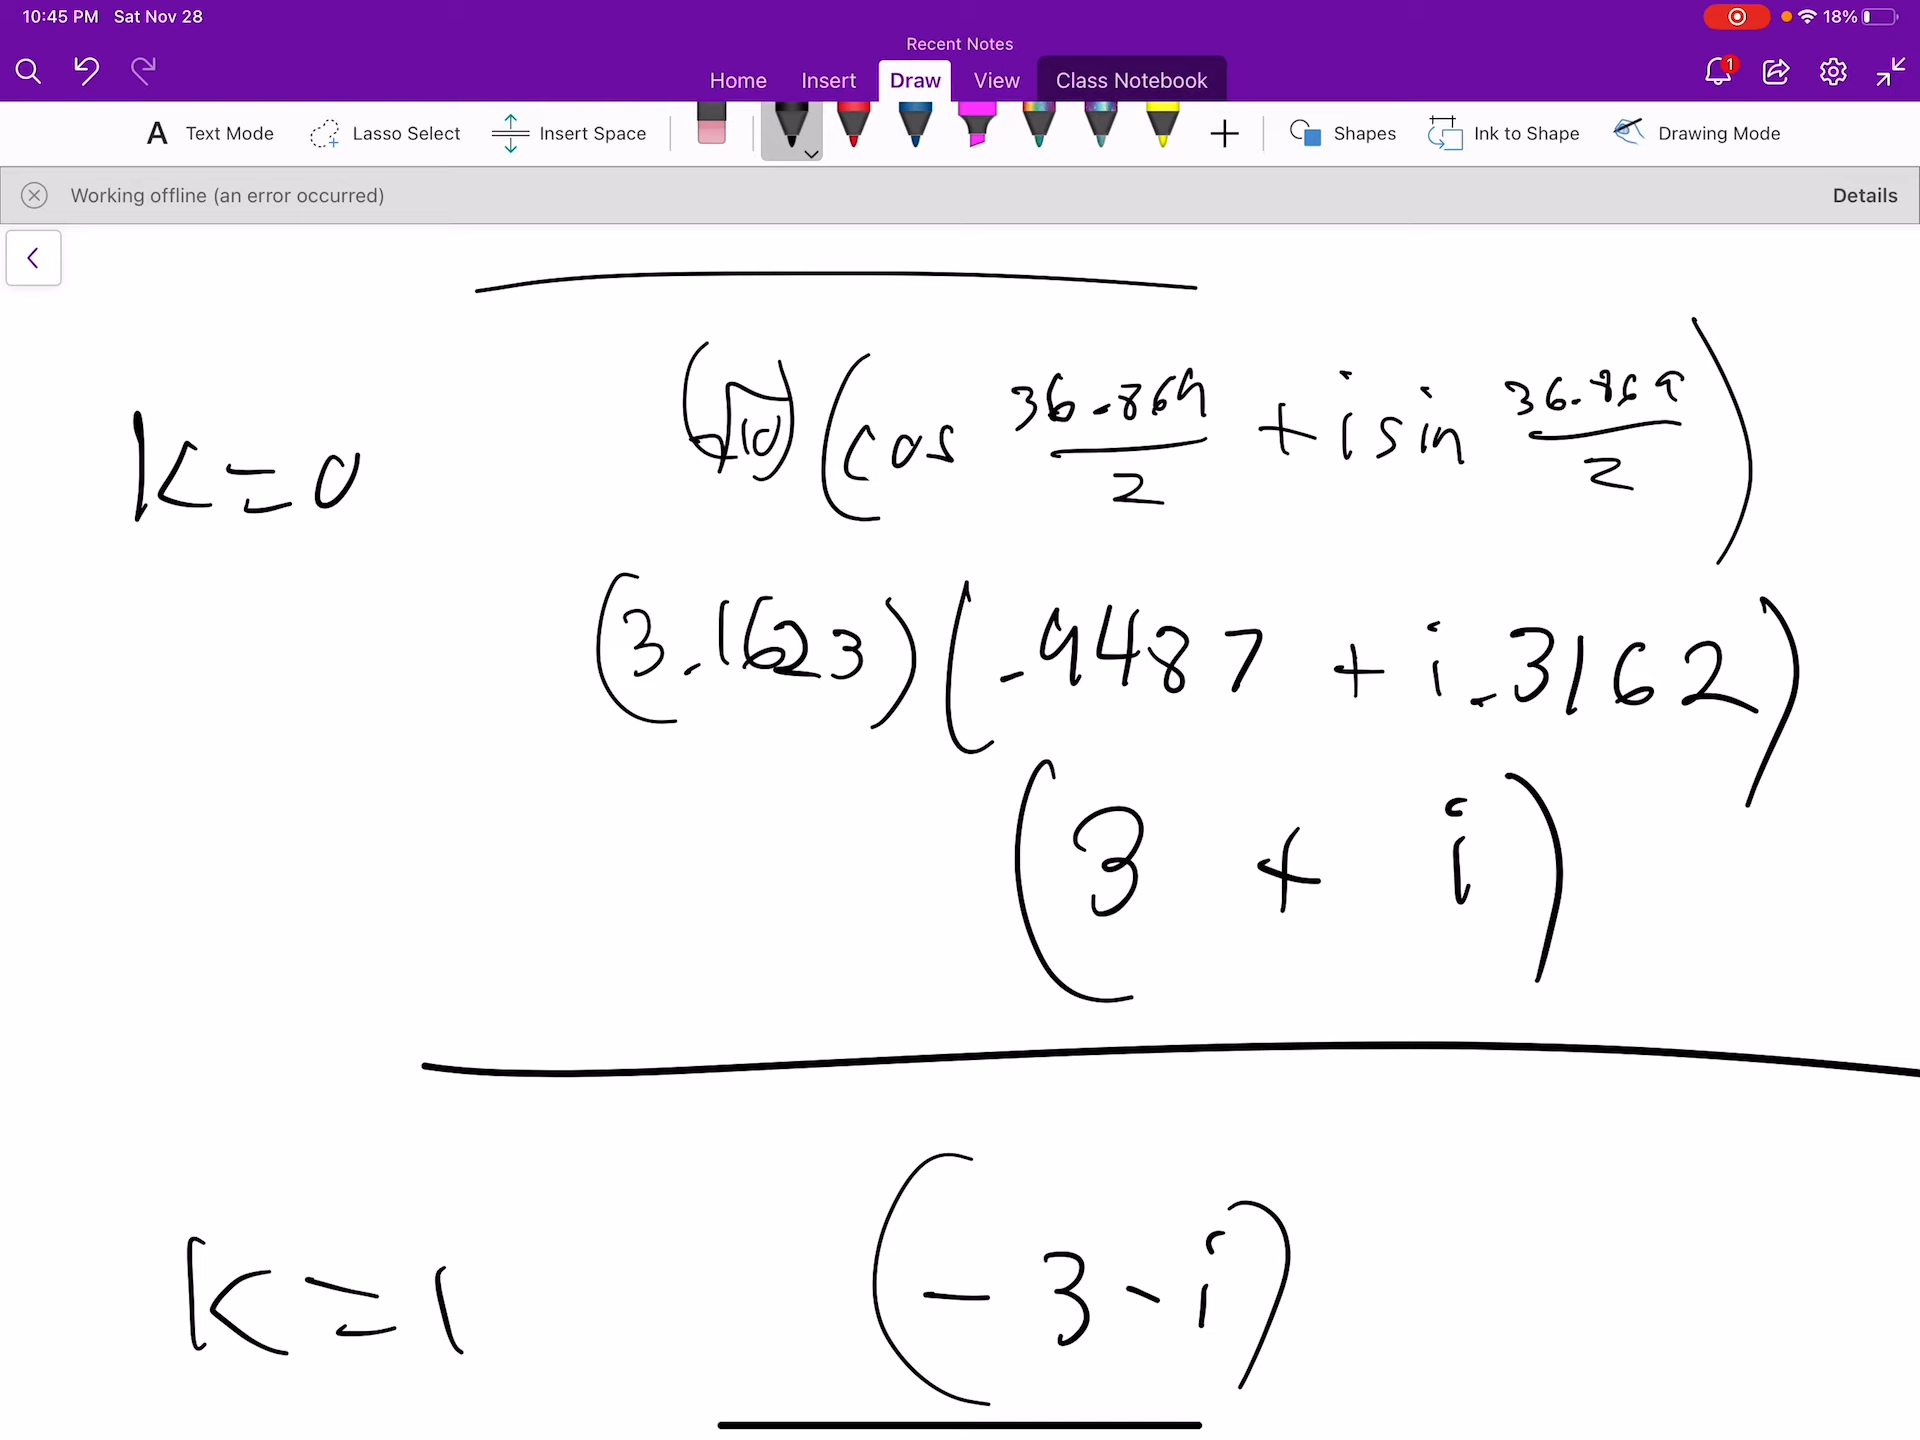 10:45 PM Sat Nov 28
18%
Recent Notes
Home Insert Draw View Class Notebook
1
A Text Mode Lasso Select Insert Space + Shapes Ink to Shape Drawing Mode
Working offline (an error occurred) Details
K=0 (√10)(cos 36.869/2 + i sin 36.869/2)
(3.1623)(.9487 + i .3162)
(3 + i)
K=1 (-3-i)